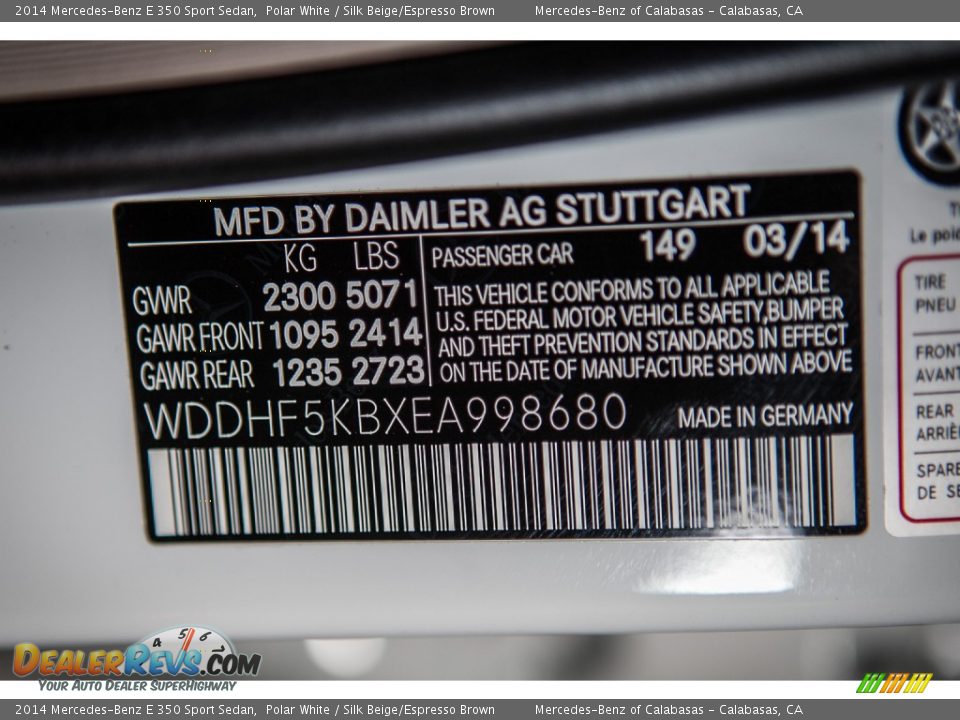 2014 Mercedes-Benz E 350 Sport Sedan, Polar White / Silk Beige/Espresso Brown Mercedes-Benz of Calabasas - Calabasas, CA
MFD BY DAIMLER AG STUTTGART
KG LBS
GVWR 2300 5071
GAWR FRONT 1095 2414
GAWR REAR 1235 2723
PASSENGER CAR 149 03/14
THIS VEHICLE CONFORMS TO ALL APPLICABLE
U.S. FEDERAL MOTOR VEHICLE SAFETY,BUMPER
AND THEFT PREVENTION STANDARDS IN EFFECT
ON THE DATE OF MANUFACTURE SHOWN ABOVE
WDDHF5KBXEA998680 MADE IN GERMANY
Le
TIRE
PNEU
FRONT
AVANT
REAR
SPARE
DE
4 5 6 7
DEALERREVS.COM
YOUR AUTO DEALER SUPERHIGHWAY
2014 Mercedes-Benz E 350 Sport Sedan, Polar White / Silk Beige/Espresso Brown Mercedes-Benz of Calabasas - Calabasas, CA